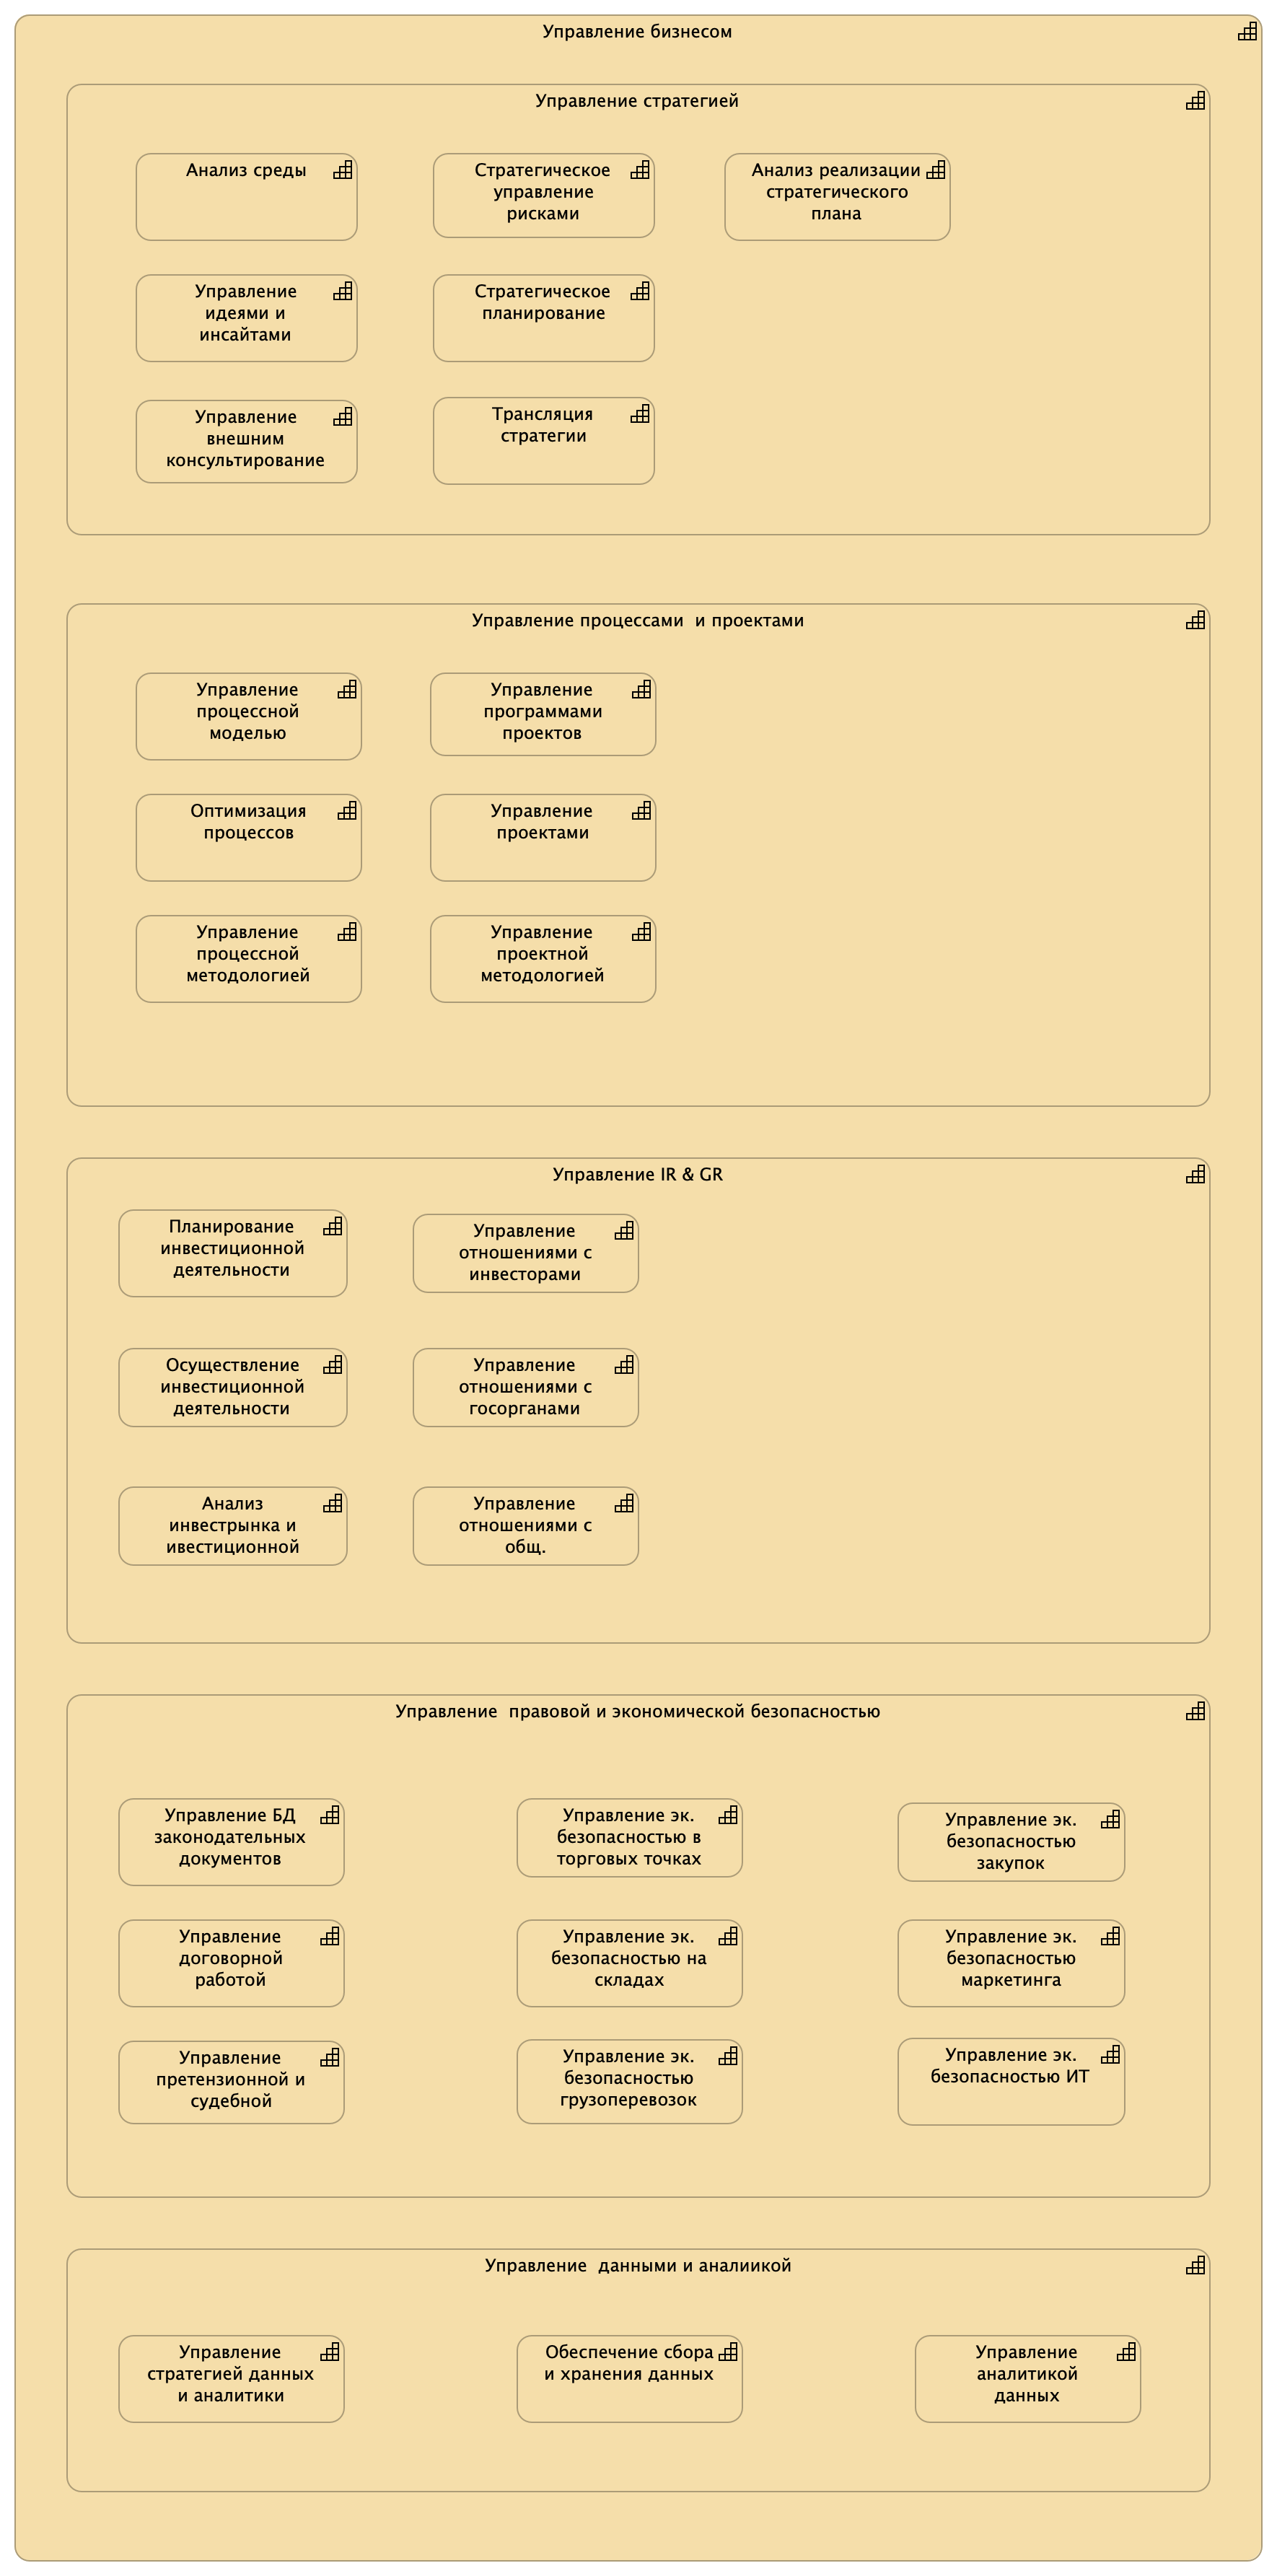 Управление бизнесом
Управление стратегией
Анализ среды
Стратегическое
управление
рисками
Анализ реализации
стратегического
плана
Управление
идеями и
инсайтами
Стратегическое
планирование
Управление
внешним
консультирование
Трансляция
стратегии
Управление процессами  и проектами
Управление
процессной
моделью
Управление
программами
проектов
Оптимизация
процессов
Управление
проектами
Управление
процессной
методологией
Управление
проектной
методологией
Управление IR & GR
Планирование
инвестиционной
деятельности
Управление
отношениями с
инвесторами
Осуществление
инвестиционной
деятельности
Управление
отношениями с
госорганами
Анализ
инвестрынка и
ивестиционной
Управление
отношениями с
общ.
Управление  правовой и экономической безопасностью
Управление БД
законодательных
документов
Управление эк.
безопасностью в
торговых точках
Управление эк.
безопасностью
закупок
Управление
договорной
работой
Управление эк.
безопасностью на
складах
Управление эк.
безопасностью
маркетинга
Управление
претензионной и
судебной
Управление эк.
безопасностью
грузоперевозок
Управление эк.
безопасностью ИТ
Управление  данными и аналиикой
Управление
стратегией данных
и аналитики
Обеспечение сбора
и хранения данных
Управление
аналитикой
данных